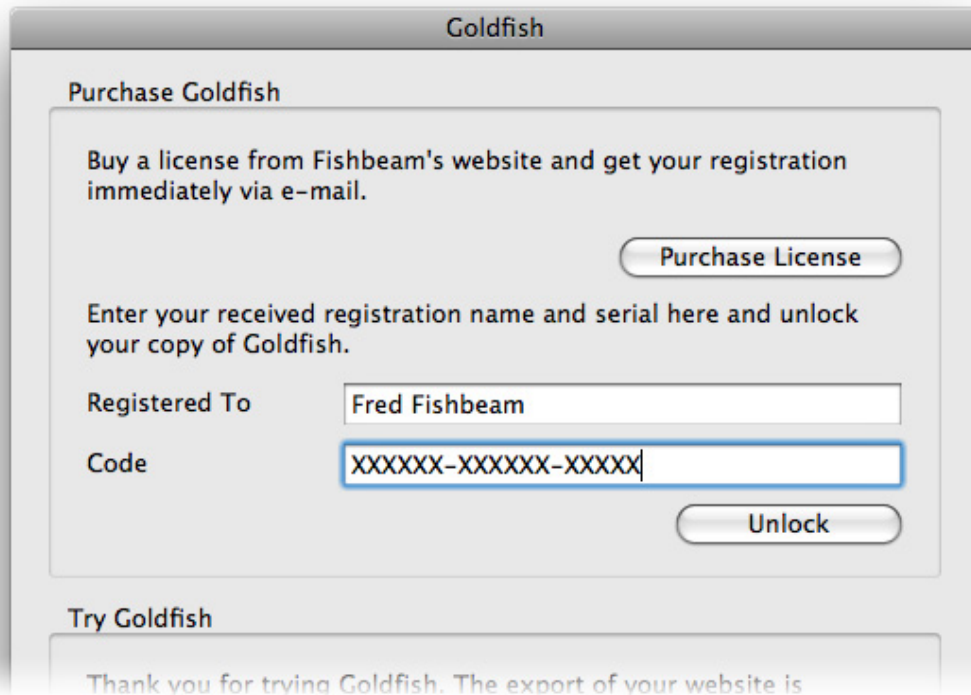 Goldfish
Purchase Goldfish
Buy a license from Fishbeam's website and get your registration
immediately via e-mail.
Purchase License
Enter your received registration name and serial here and unlock
your copy of Goldfish.
Registered To
Fred Fishbeam
Code
XXXXXX-XXXXXX-XXXXX
Unlock
Try Goldfish
Thank you for trying Goldfish. The export of your website is